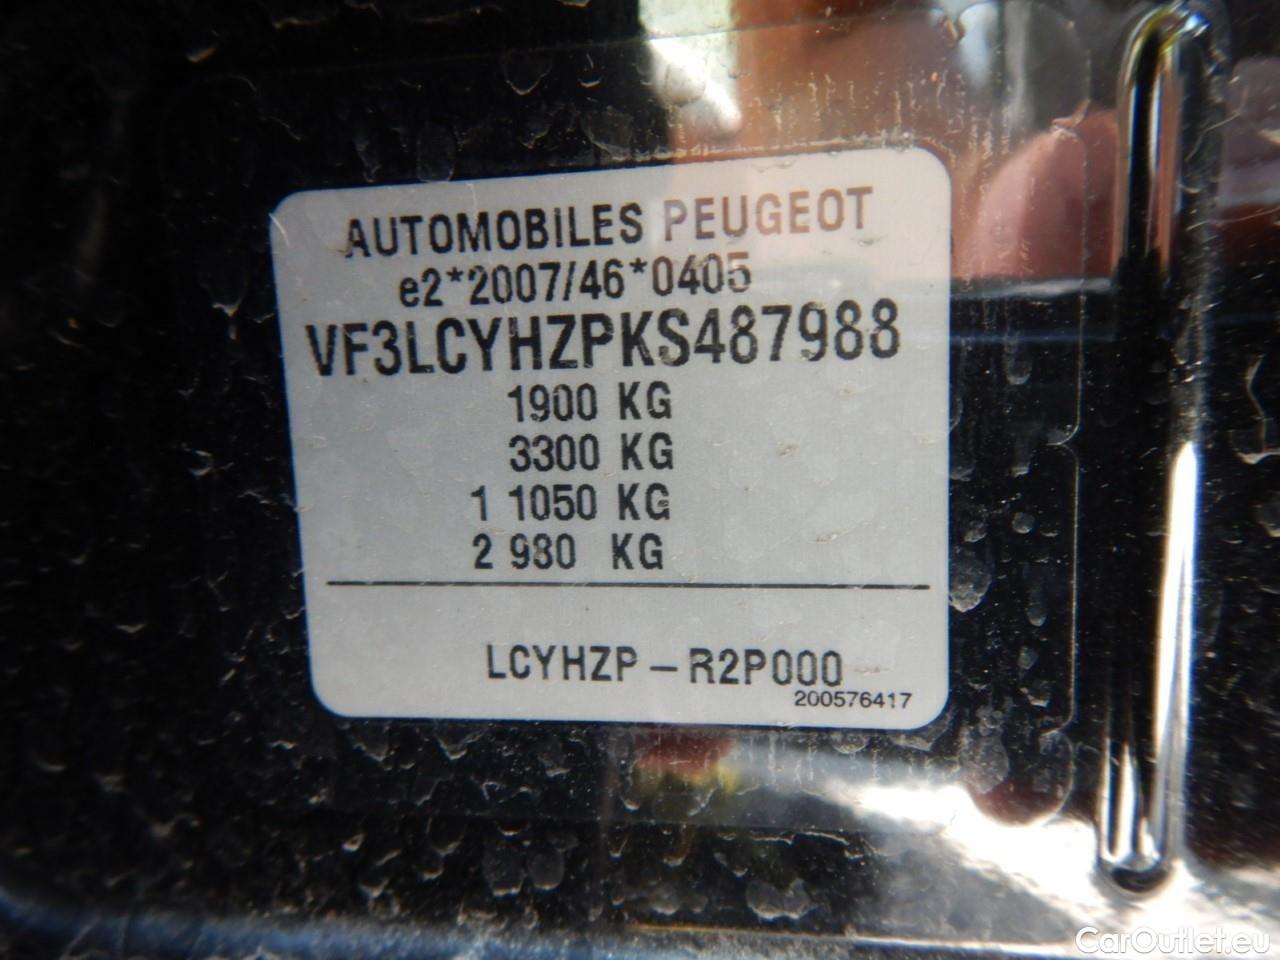 AUTOMOBILES PEUGEOT
e2*2007/46*0405
VF3LCYHZPKS487988
1900 KG
3300 KG
1 1050 KG
2 980 KG
LCYHZP - R2P000
200576417
CarOutlet.eu